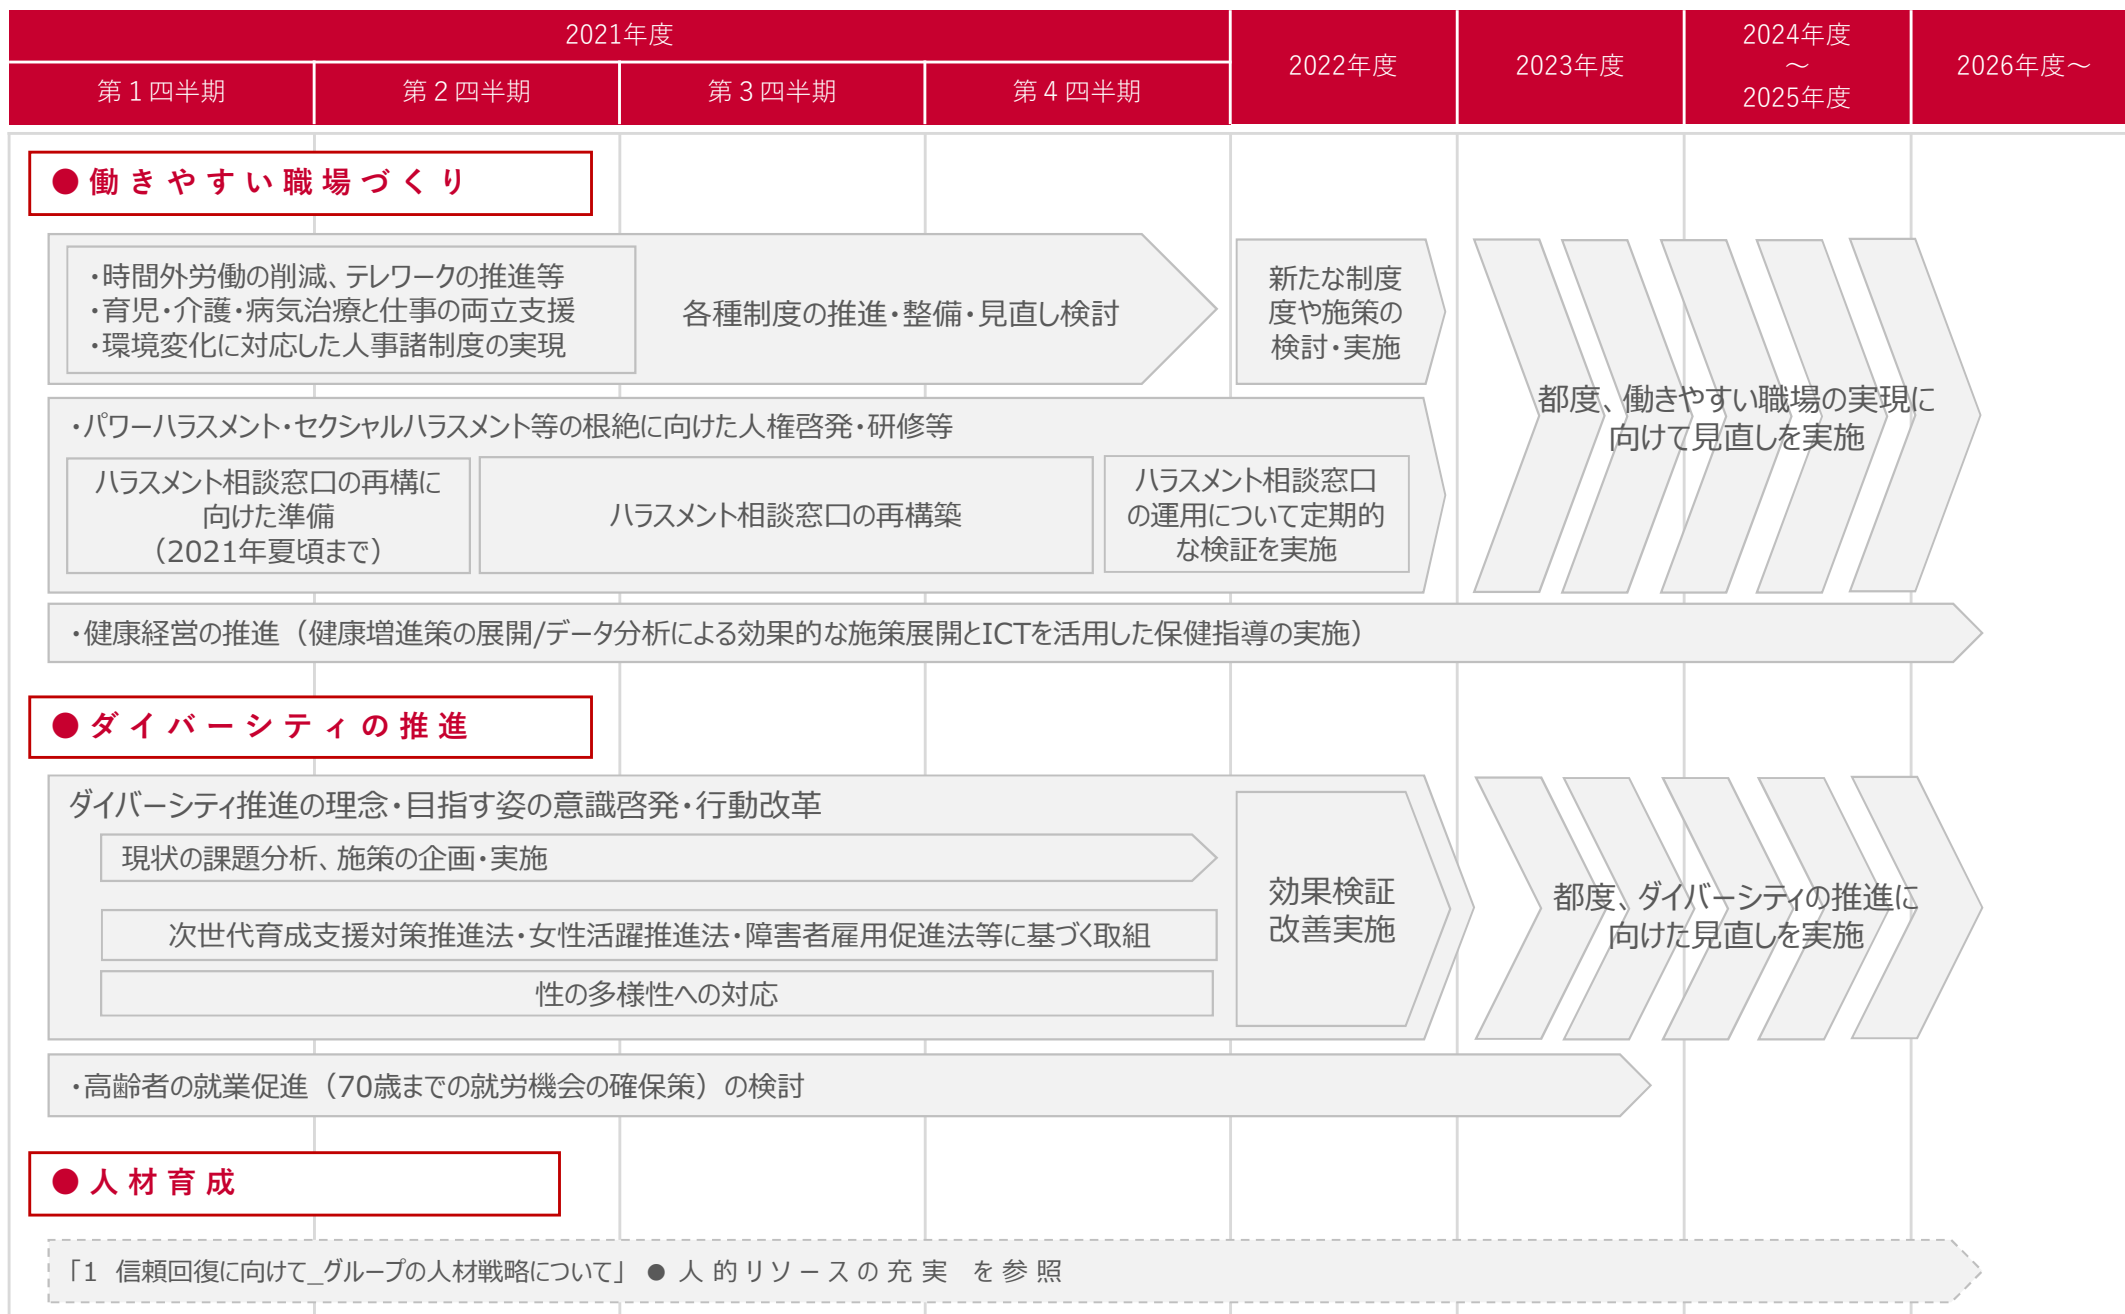 2021年度
2022年度
2023年度
2024年度
～
2025年度
2026年度～
第１四半期
第２四半期
第３四半期
第４四半期
●働きやすい職場づくり
・時間外労働の削減、テレワークの推進等
・育児・介護・病気治療と仕事の両立支援
・環境変化に対応した人事諸制度の実現
各種制度の推進・整備・見直し検討
新たな制度
度や施策の
検討・実施
都度、働きやすい職場の実現に
向けて見直しを実施
・パワーハラスメント・セクシャルハラスメント等の根絶に向けた人権啓発・研修等
ハラスメント相談窓口の再構に
向けた準備
（2021年夏頃まで）
ハラスメント相談窓口の再構築
ハラスメント相談窓口
の運用について定期的
な検証を実施
・健康経営の推進（健康増進策の展開/データ分析による効果的な施策展開とICTを活用した保健指導の実施）
●ダイバーシティの推進
ダイバーシティ推進の理念・目指す姿の意識啓発・行動改革
現状の課題分析、施策の企画・実施
次世代育成支援対策推進法・女性活躍推進法・障害者雇用促進法等に基づく取組
性の多様性への対応
効果検証
改善実施
都度、ダイバーシティの推進に
向けた見直しを実施
・高齢者の就業促進（70歳までの就労機会の確保策）の検討
●人材育成
「1 信頼回復に向けて_グループの人材戦略について」 ● 人的リソースの充実 を参照